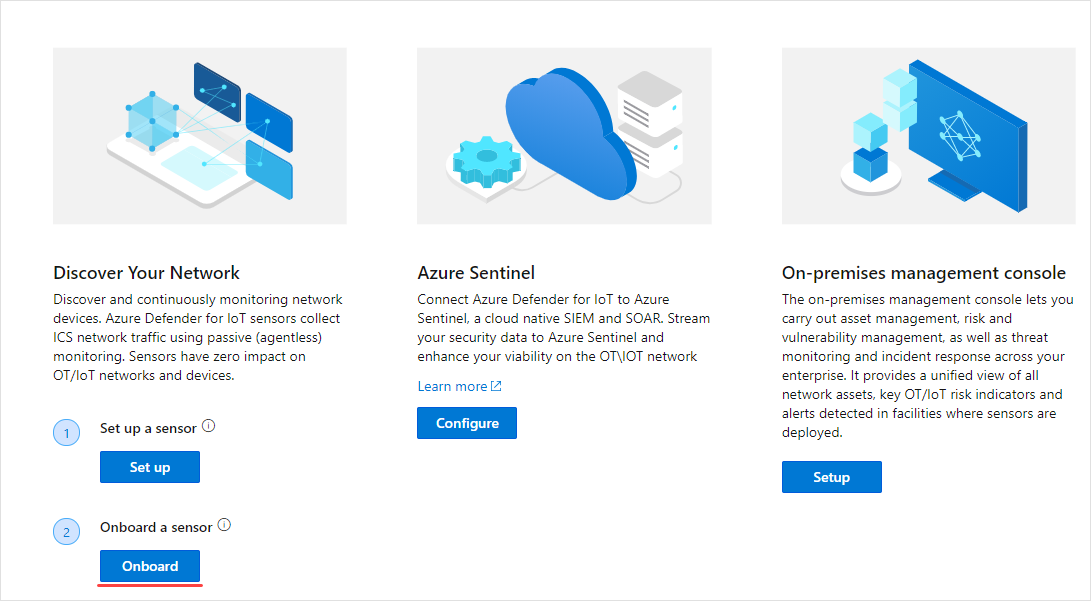 Discover Your Network
Discover and continuously monitoring network
devices. Azure Defender for IoT sensors collect
ICS network traffic using passive (agentless)
monitoring. Sensors have zero impact on
OT/IoT networks and devices.
1
Set up a sensor
Set up
2
Onboard a sensor
Onboard
Azure Sentinel
Connect Azure Defender for IoT to Azure
Sentinel, a cloud native SIEM and SOAR. Stream
your security data to Azure Sentinel and
enhance your viability on the OT\IOT network
Learn more
Configure
On-premises management console
The on-premises management console lets you
carry out asset management, risk and
vulnerability management, as well as threat
monitoring and incident response across your
enterprise. It provides a unified view of all
network assets, key OT/IoT risk indicators and
alerts detected in facilities where sensors are
deployed.
Setup